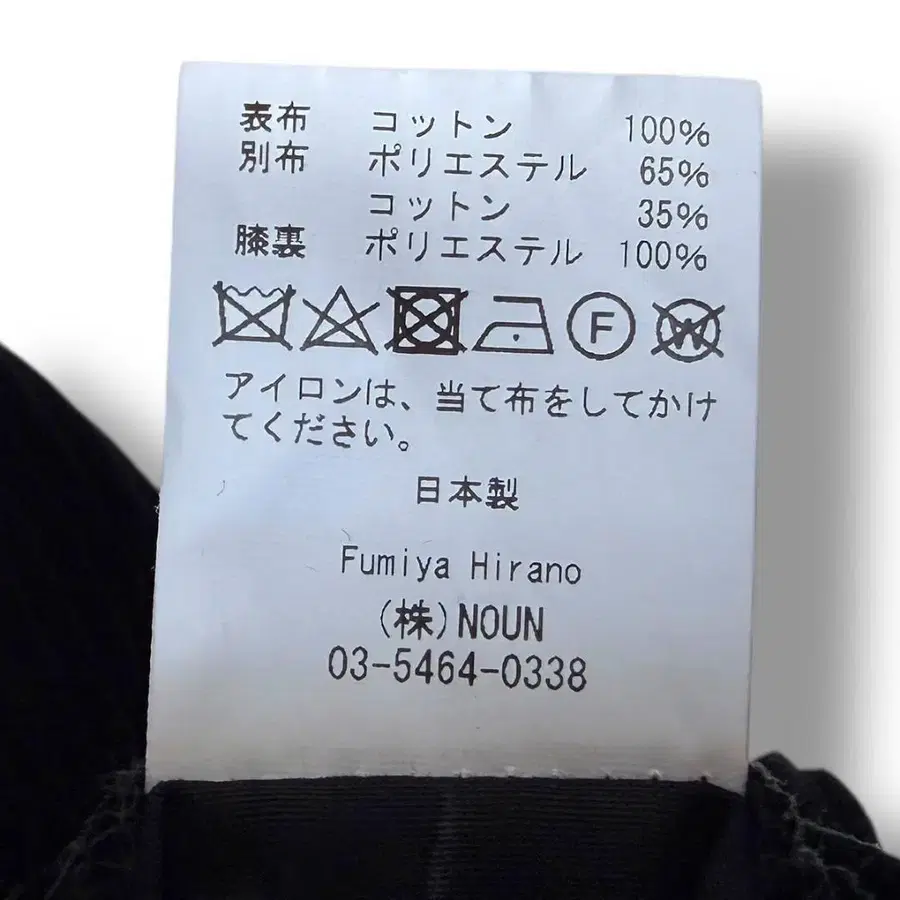 表布 コットン 100%
別布 ポリエステル 65%
コットン 35%
膝裏 ポリエステル 100%
F W
アイロンは、当て布をしてかけ
てください。
日本製
Fumiya Hirano
(株)NOUN
03-5464-0338